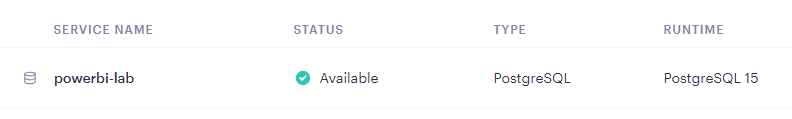 SERVICE NAME STATUS TYPE RUNTIME
powerbi-lab Available PostgreSQL PostgreSQL 15